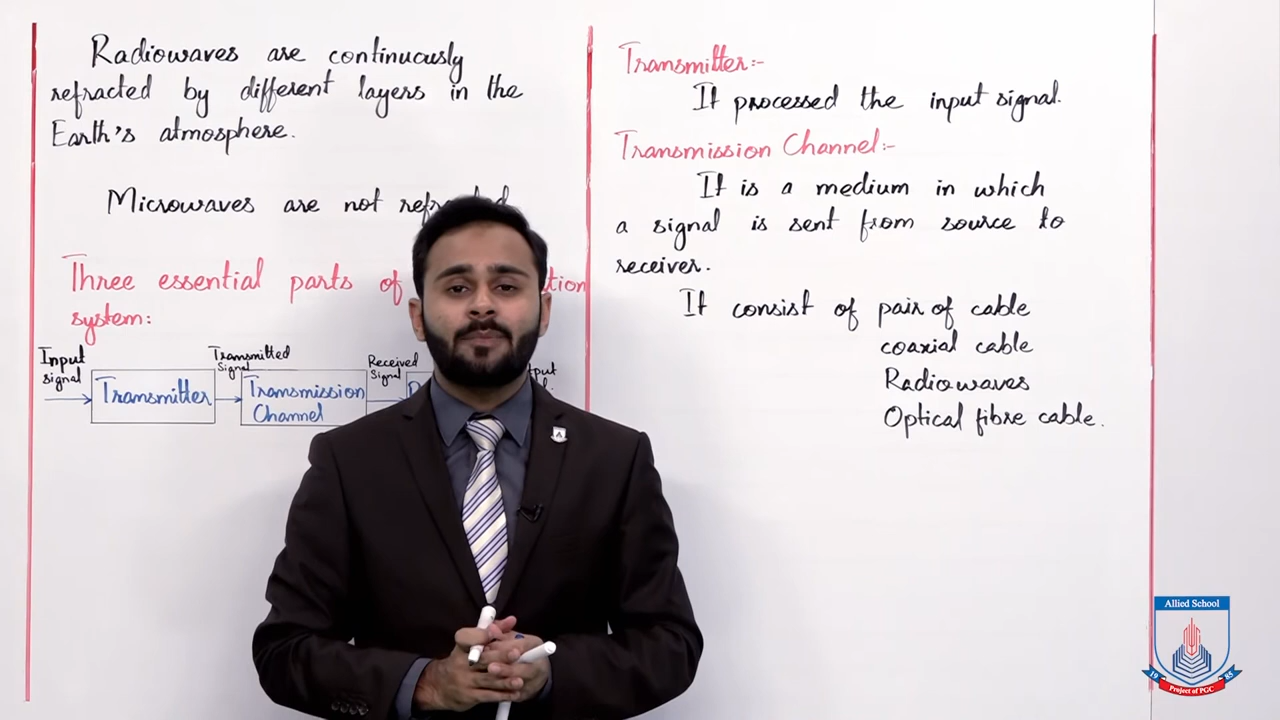 Radiowaves are continuously
refracted by different layers in the
Earth's atmosphere.
Microwaves are not
Three essential parts of
system:
Input
signal
Transmitter
Transmitted
Signal
Transmission
Channel
Received
Signal
Transmitter:-
It processed the input signal.
Transmission Channel:-
It is a medium in which
a signal is sent from source to
receiver.
It consist of pair of cable
coaxial cable
Radiowaves
Optical fibre cable.
Allied School
19 85
Project of PGC